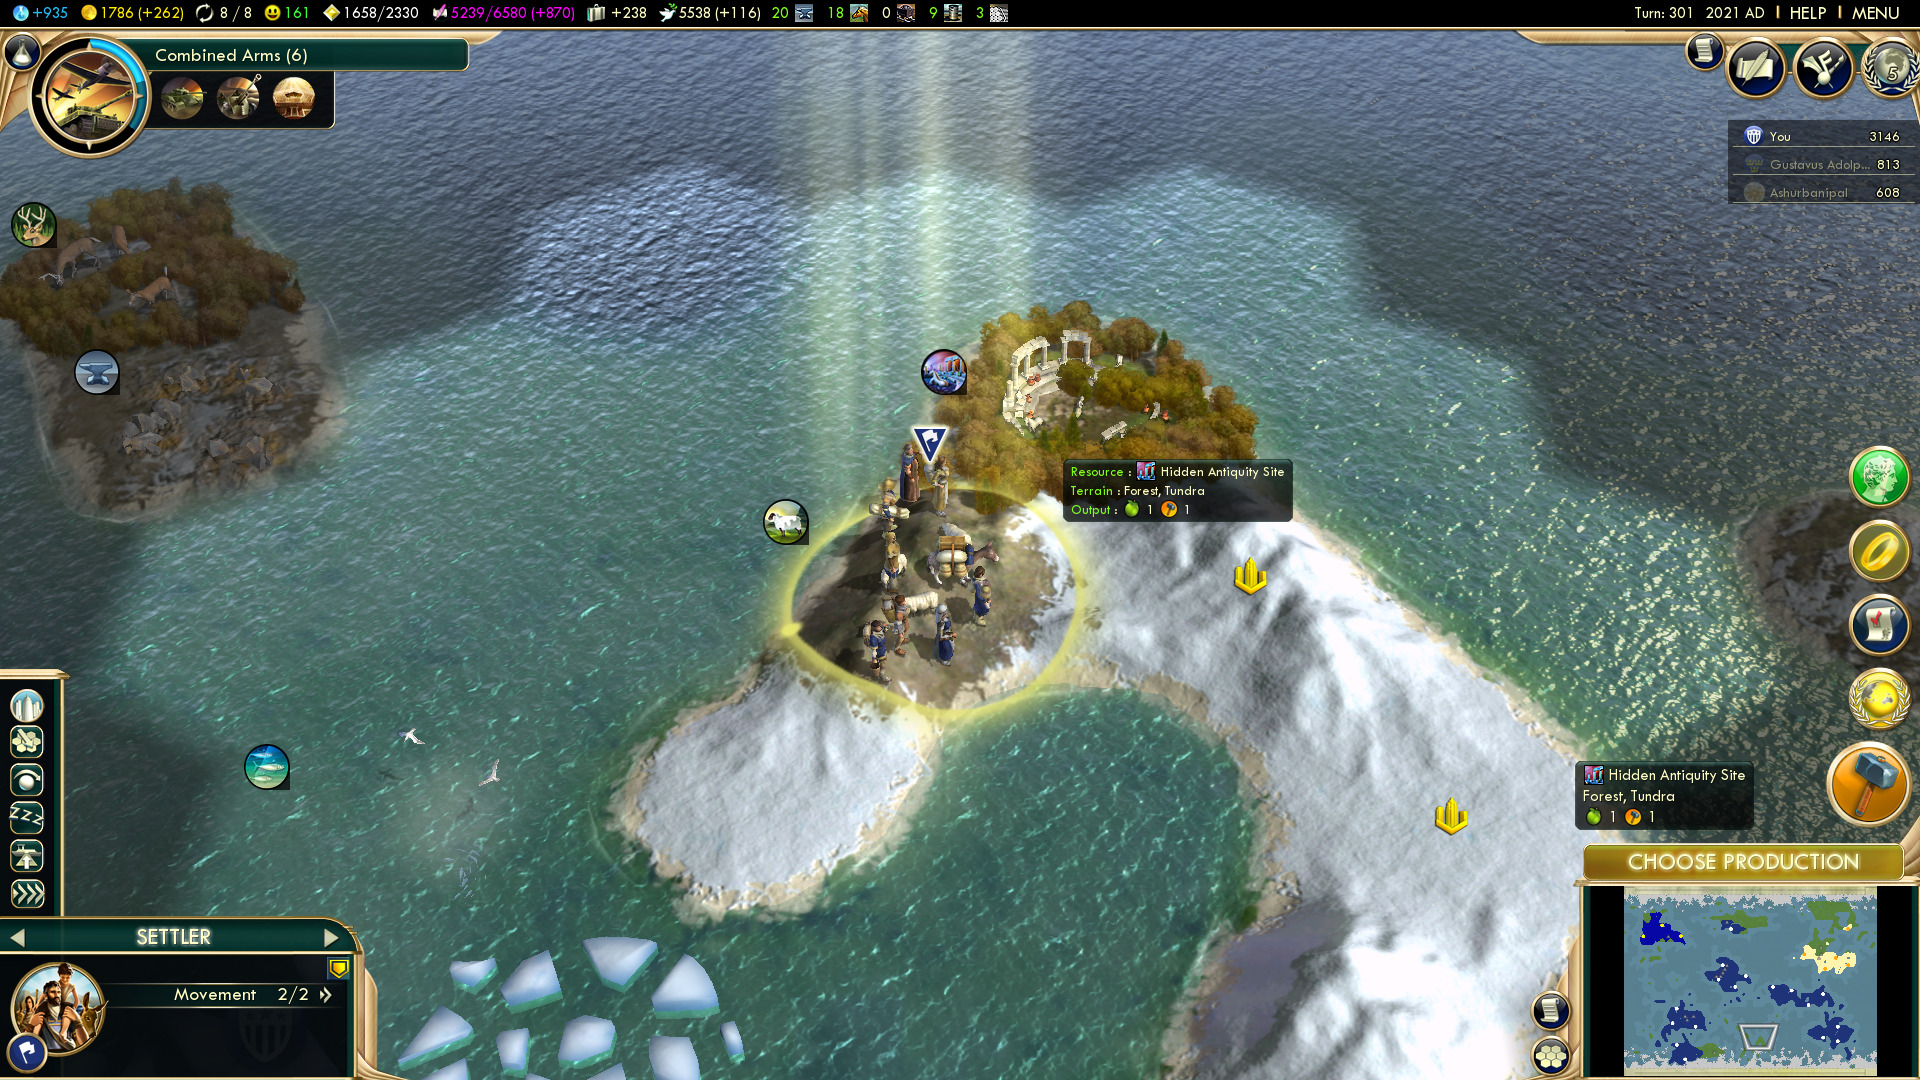 +935 1786 (+262) 8 / 8 161 1658/2330 5239/6580 (+870) +238 5538 (+116) 20 18 0 9 3 Turn: 301 2021 AD HELP MENU
Combined Arms (6)
5
You 3146
Gustavus Adolp... 813
Ashurbanipal 608
Resource : Hidden Antiquity Site
Terrain : Forest, Tundra
Output : 1 1
Hidden Antiquity Site
Forest, Tundra
1 1
CHOOSE PRODUCTION
SETTLER
Movement 2/2